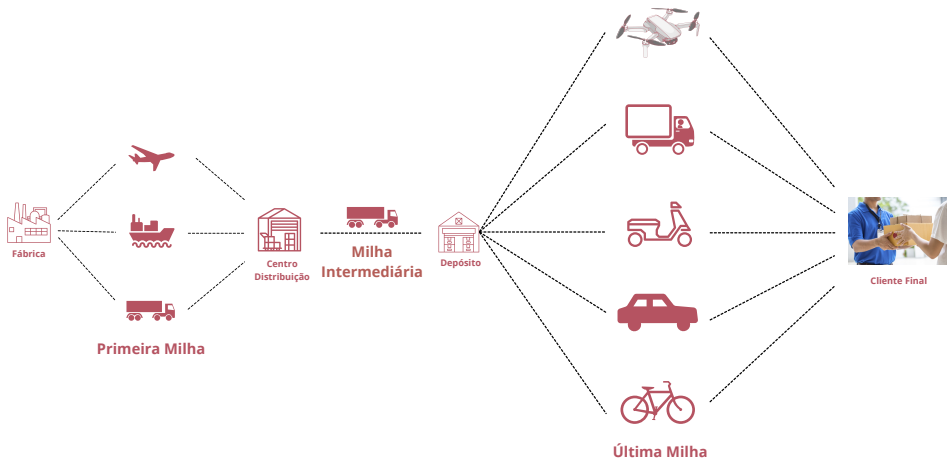 Fábrica
Primeira Milha
Centro
Distribuição
Milha
Intermediária
Depósito
Última Milha
Cliente Final